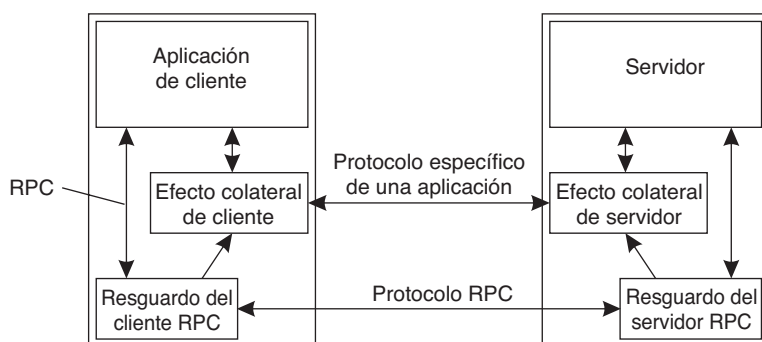 Aplicación
de cliente
Servidor
RPC
Protocolo específico
de una aplicación
Efecto colateral
de cliente
Efecto colateral
de servidor
Resguardo del
cliente RPC
Protocolo RPC
Resguardo del
servidor RPC